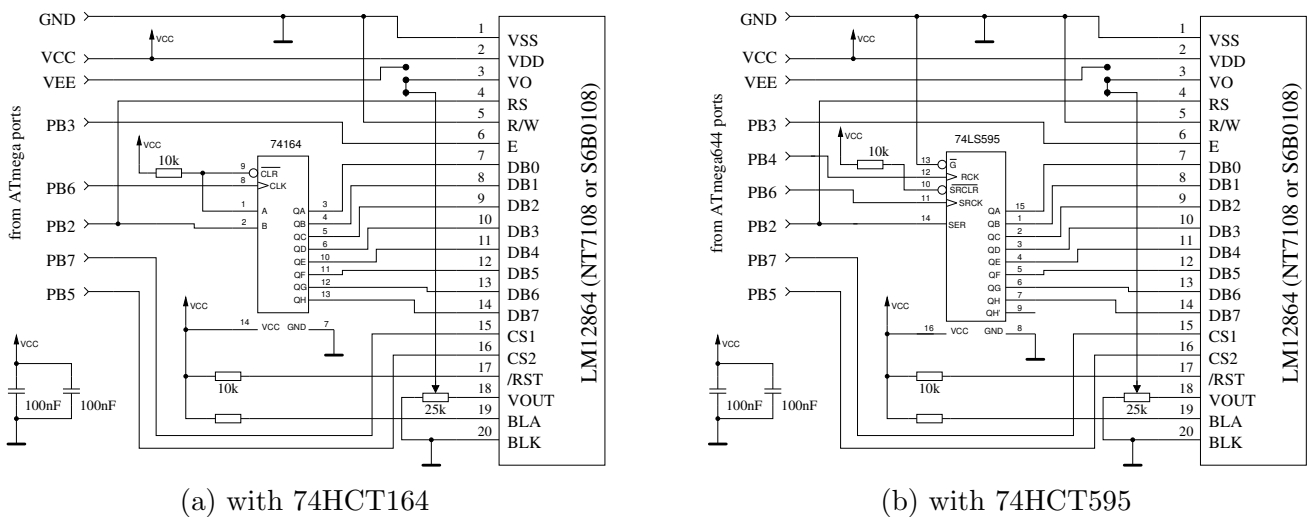 GND
VCC
VEE
PB3
PB6
PB2
PB7
PB5
from ATmega ports
VCC
VCC
10k
74164
9 CLR
8 CLK
1 A
2 B
QA 3
QB 4
QC 5
QD 6
QE 10
QF 11
QG 12
QH 13
14 VCC GND 7
VCC
10k
VCC
100nF 100nF
25k
1 VSS
2 VDD
3 VO
4 RS
5 R/W
6 E
7 DB0
8 DB1
9 DB2
10 DB3
11 DB4
12 DB5
13 DB6
14 DB7
15 CS1
16 CS2
17 /RST
18 VOUT
19 BLA
20 BLK
LM12864 (NT7108 or S6B0108)
(a) with 74HCT164
GND
VCC
VEE
PB3
PB4
PB6
PB2
PB7
PB5
from ATmega644 ports
VCC
VCC
10k
74LS595
13 G
12 RCK
10 SRCLR
11 SRCK
14 SER
QA 15
QB 1
QC 2
QD 3
QE 4
QF 5
QG 6
QH 7
QH' 9
16 VCC GND 8
VCC
10k
VCC
100nF 100nF
25k
1 VSS
2 VDD
3 VO
4 RS
5 R/W
6 E
7 DB0
8 DB1
9 DB2
10 DB3
11 DB4
12 DB5
13 DB6
14 DB7
15 CS1
16 CS2
17 /RST
18 VOUT
19 BLA
20 BLK
LM12864 (NT7108 or S6B0108)
(b) with 74HCT595